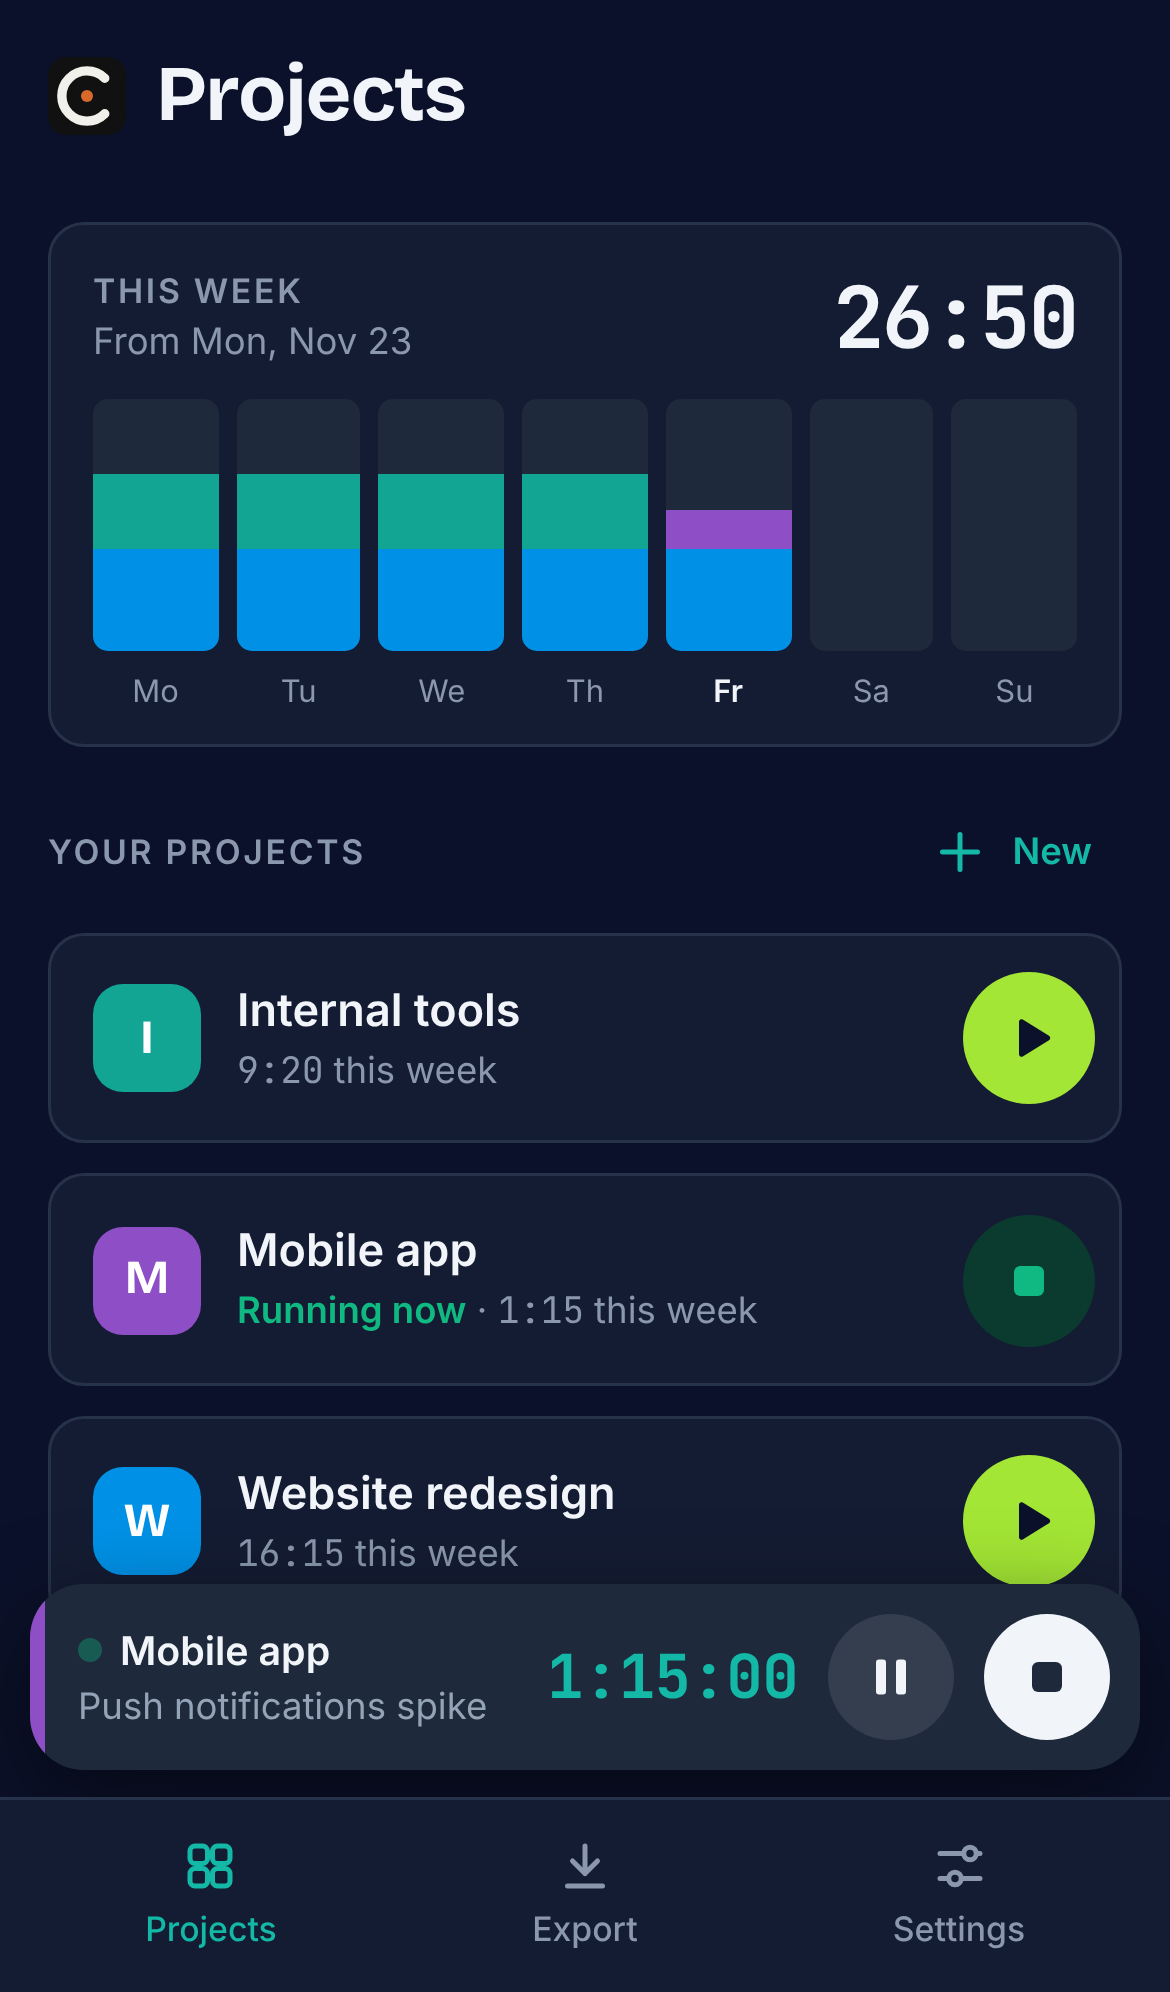 Projects
THIS WEEK
From Mon, Nov 23
26:50
Mo Tu We Th Fr Sa Su
YOUR PROJECTS
New
I
Internal tools
9:20 this week
M
Mobile app
Running now · 1:15 this week
W
Website redesign
16:15 this week
Mobile app
Push notifications spike
1:15:00
Projects Export Settings